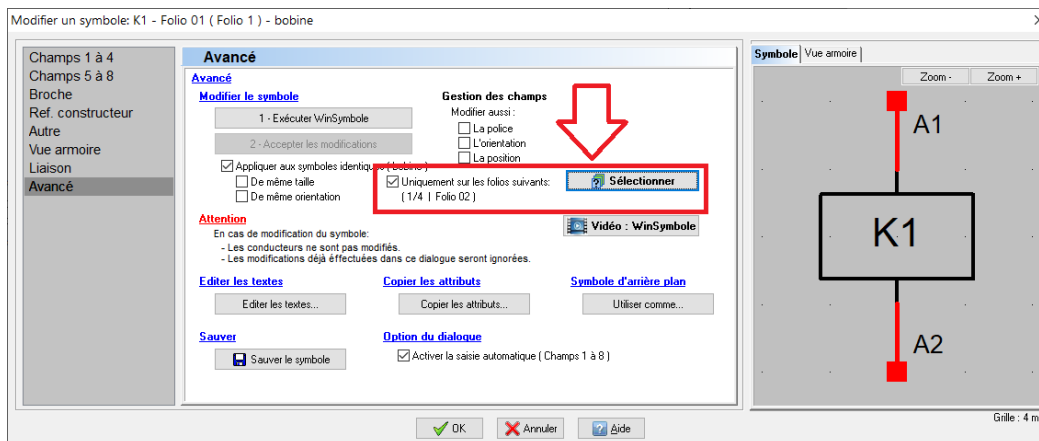 Modifier un symbole: K1 - Folio 01 ( Folio 1 ) - bobine
Champs 1 à 4
Champs 5 à 8
Broche
Ref. constructeur
Autre
Vue armoire
Liaison
Avancé
Avancé
Avancé
Modifier le symbole
1 - Exécuter WinSymbole
2 - Accepter les modifications
Appliquer aux symboles identiques ( bobine )
De même taille
De même orientation
Gestion des champs
Modifier aussi :
La police
L'orientation
La position
Uniquement sur les folios suivants:
( 1/4 | Folio 02 )
Sélectionner
Attention
En cas de modification du symbole:
- Les conducteurs ne sont pas modifiés.
- Les modifications déjà éffectuées dans ce dialogue seront ignorées.
Vidéo : WinSymbole
Editer les textes
Editer les textes...
Copier les attributs
Copier les attributs...
Symbole d'arrière plan
Utiliser comme...
Sauver
Sauver le symbole
Option du dialogue
Activer la saisie automatique ( Champs 1 à 8 )
OK
Annuler
Aide
Symbole
Vue armoire
Zoom -
Zoom +
A1
K1
A2
Grille : 4 m